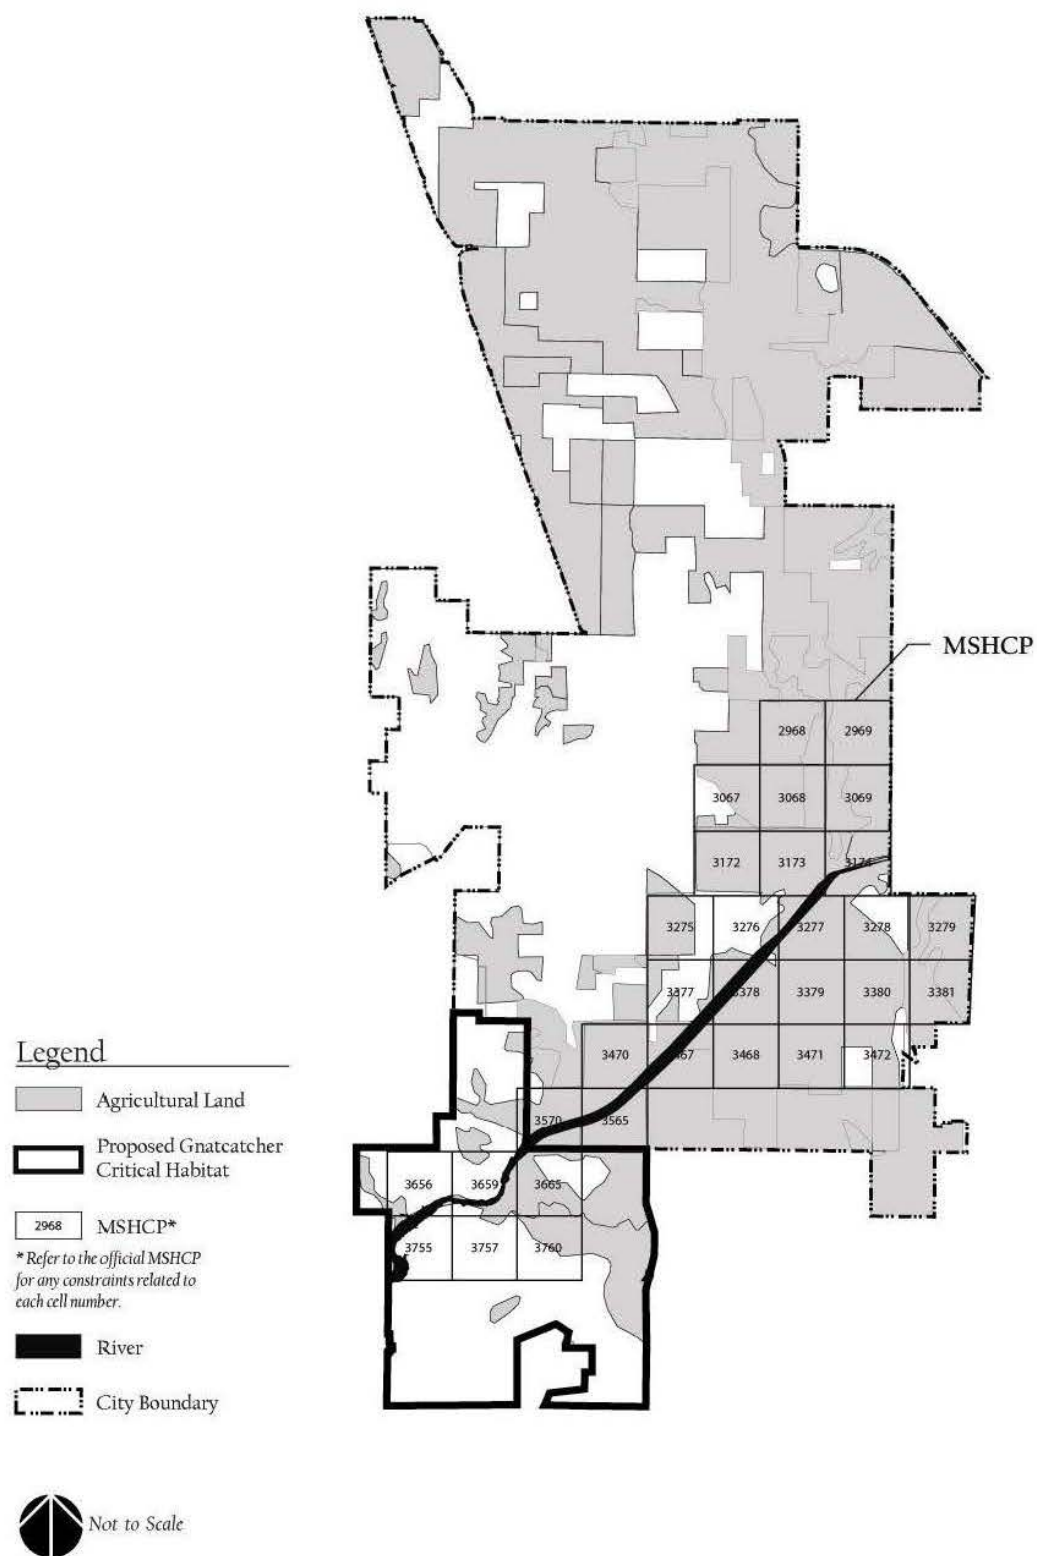 MSHCP
2968 2969
3067 3068 3069
3172 3173 3174
3275 3276 3277 3278 3279
3377 3378 3379 3380 3381
3470 3467 3468 3471 3472
3570 3565
3656 3659 3665
3755 3757 3760
Legend
Agricultural Land
Proposed Gnatcatcher
Critical Habitat
2968 MSHCP*
* Refer to the official MSHCP
for any constraints related to
each cell number.
River
City Boundary
Not to Scale